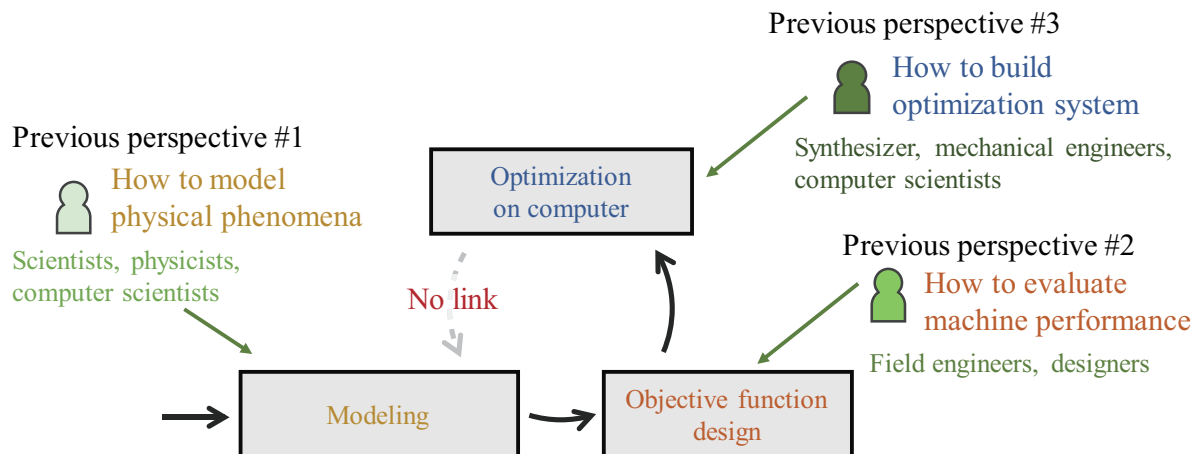 Previous perspective #3
How to build
optimization system
Synthesizer, mechanical engineers,
computer scientists
Previous perspective #1
How to model
physical phenomena
Scientists, physicists,
computer scientists
Optimization
on computer
No link
Previous perspective #2
How to evaluate
machine performance
Field engineers, designers
Modeling
Objective function
design